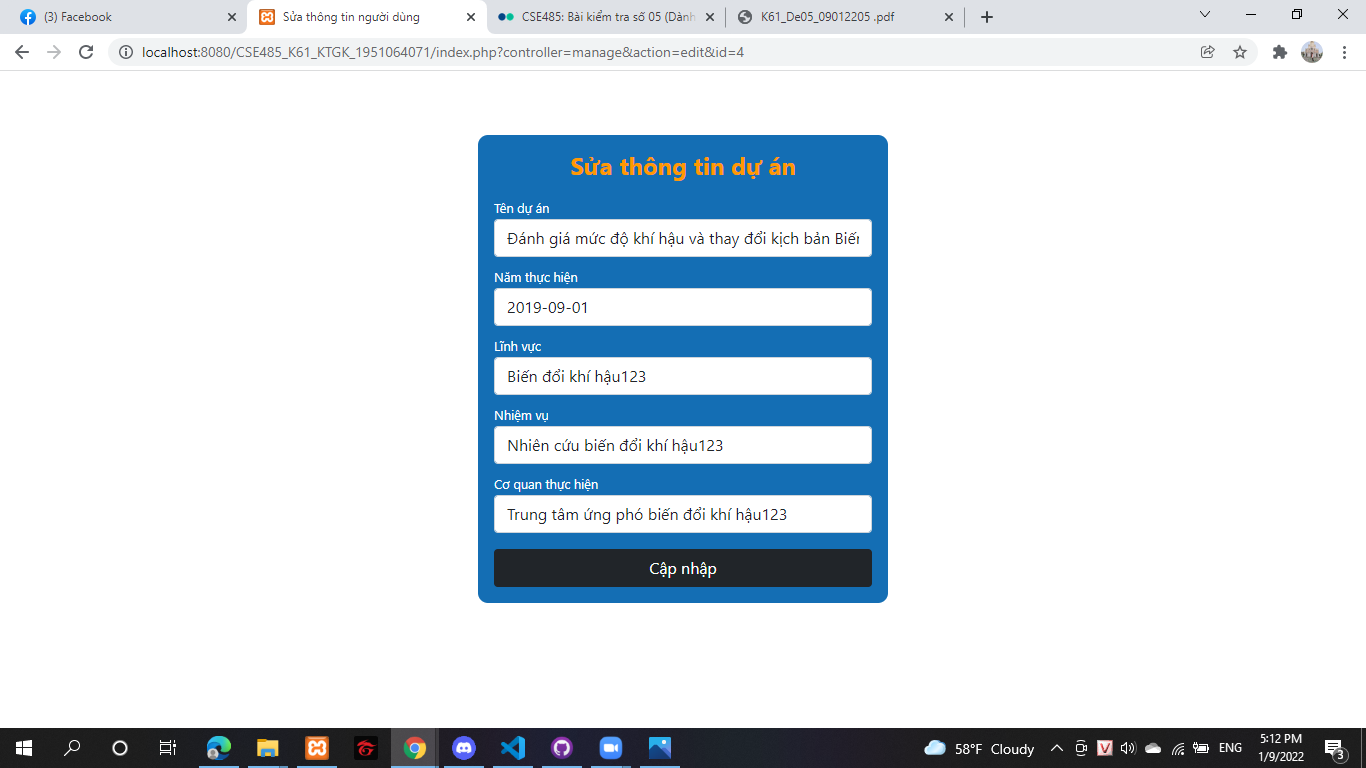 (3) Facebook
Sửa thông tin người dùng
CSE485: Bài kiểm tra số 05 (Dành
K61_De05_09012205 .pdf
localhost:8080/CSE485_K61_KTGK_1951064071/index.php?controller=manage&action=edit&id=4
Sửa thông tin dự án
Tên dự án
Đánh giá mức độ khí hậu và thay đổi kịch bản Biến
Năm thực hiện
2019-09-01
Lĩnh vực
Biến đổi khí hậu123
Nhiệm vụ
Nhiên cứu biến đổi khí hậu123
Cơ quan thực hiện
Trung tâm ứng phó biến đổi khí hậu123
Cập nhập
58°F Cloudy
V
ENG
5:12 PM
1/9/2022
3